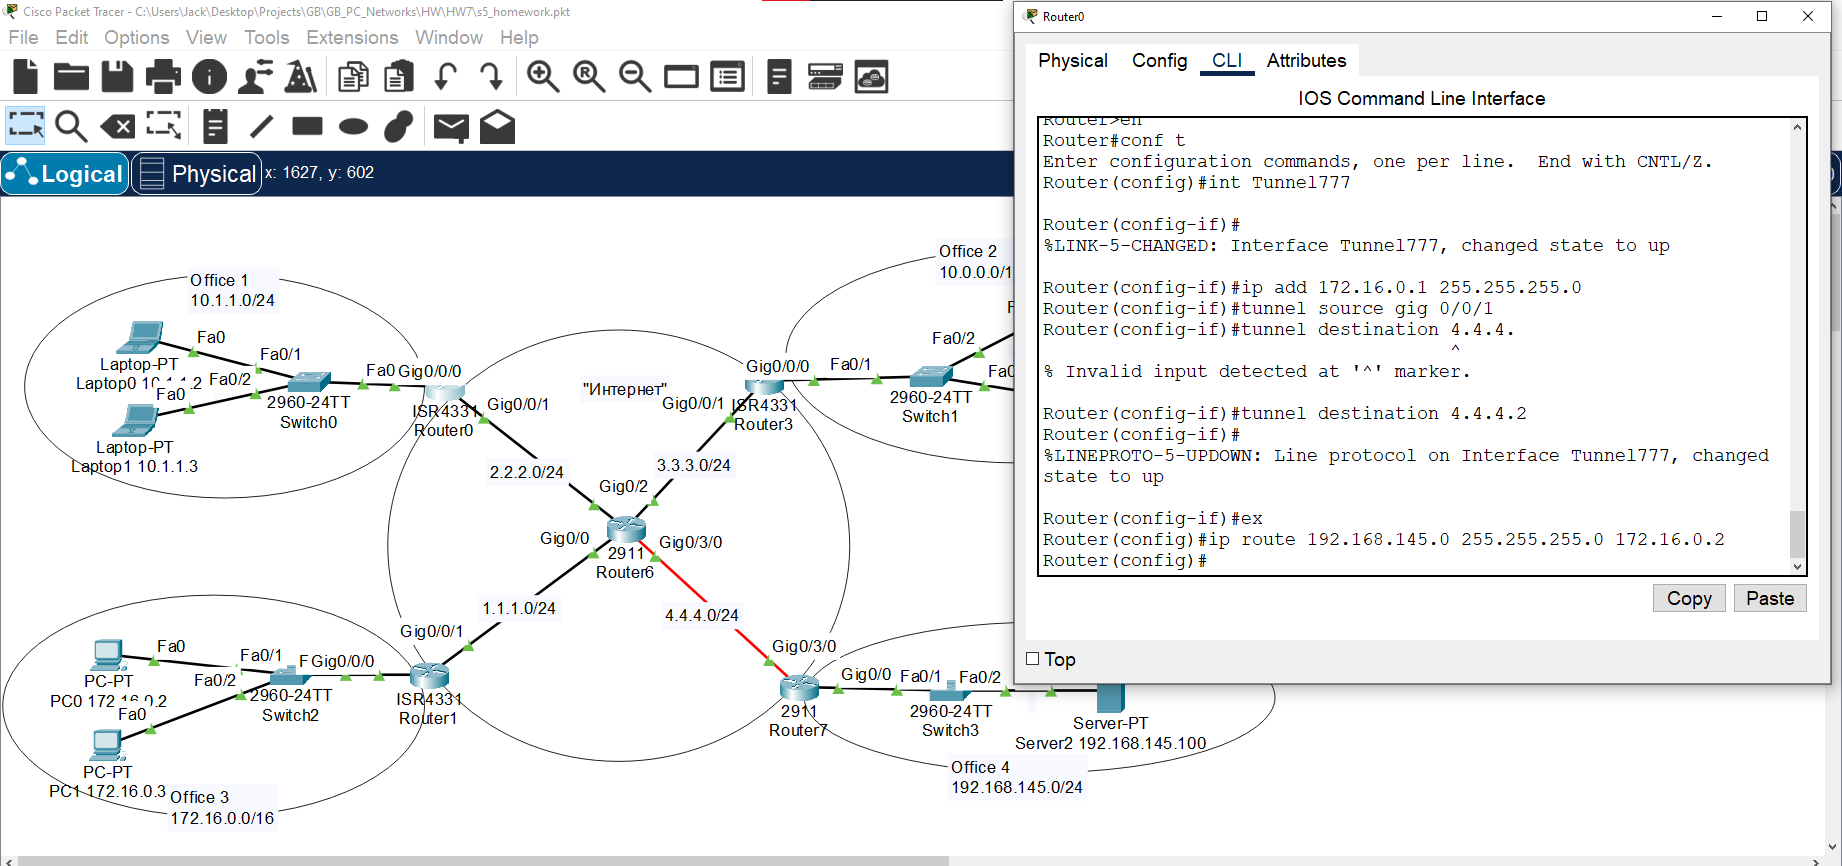 Cisco Packet Tracer - C:\Users\Jack\Desktop\Projects\GB\GB_PC_Networks\HW\HW7\s5_homework.pkt
File Edit Options View Tools Extensions Window Help
Logical
Physical
x: 1627, y: 602
Office 1
10.1.1.0/24
Fa0
Fa0/1
Laptop-PT
Laptop0 10.1.1.2
Fa0/2
Fa0
Fa0
Gig0/0/0
2960-24TT
Switch0
ISR4331
Router0
Gig0/0/1
Laptop-PT
Laptop1 10.1.1.3
"Интернет"
2.2.2.0/24
Office 2
10.0.0.0/1
Fa0/2
Gig0/0/0
Fa0/1
Fa0
Gig0/0/1
ISR4331
Router3
2960-24TT
Switch1
3.3.3.0/24
Gig0/2
Gig0/0
Gig0/3/0
2911
Router6
1.1.1.0/24
4.4.4.0/24
Gig0/0/1
Gig0/3/0
Fa0
Fa0/1
F
Gig0/0/0
PC-PT
PC0 172.16.0.2
Fa0/2
2960-24TT
Switch2
ISR4331
Router1
Fa0
PC-PT
PC1 172.16.0.3
Office 3
172.16.0.0/16
Gig0/0
Fa0/1
Fa0/2
2911
Router7
2960-24TT
Switch3
Server-PT
Server2 192.168.145.100
Office 4
192.168.145.0/24
Router0
Physical Config CLI Attributes
IOS Command Line Interface
Router>en
Router#conf t
Enter configuration commands, one per line.  End with CNTL/Z.
Router(config)#int Tunnel777
Router(config-if)#
%LINK-5-CHANGED: Interface Tunnel777, changed state to up
Router(config-if)#ip add 172.16.0.1 255.255.255.0
Router(config-if)#tunnel source gig 0/0/1
Router(config-if)#tunnel destination 4.4.4.
^
% Invalid input detected at '^' marker.
Router(config-if)#tunnel destination 4.4.4.2
Router(config-if)#
%LINEPROTO-5-UPDOWN: Line protocol on Interface Tunnel777, changed
state to up
Router(config-if)#ex
Router(config)#ip route 192.168.145.0 255.255.255.0 172.16.0.2
Router(config)#
Copy
Paste
Top